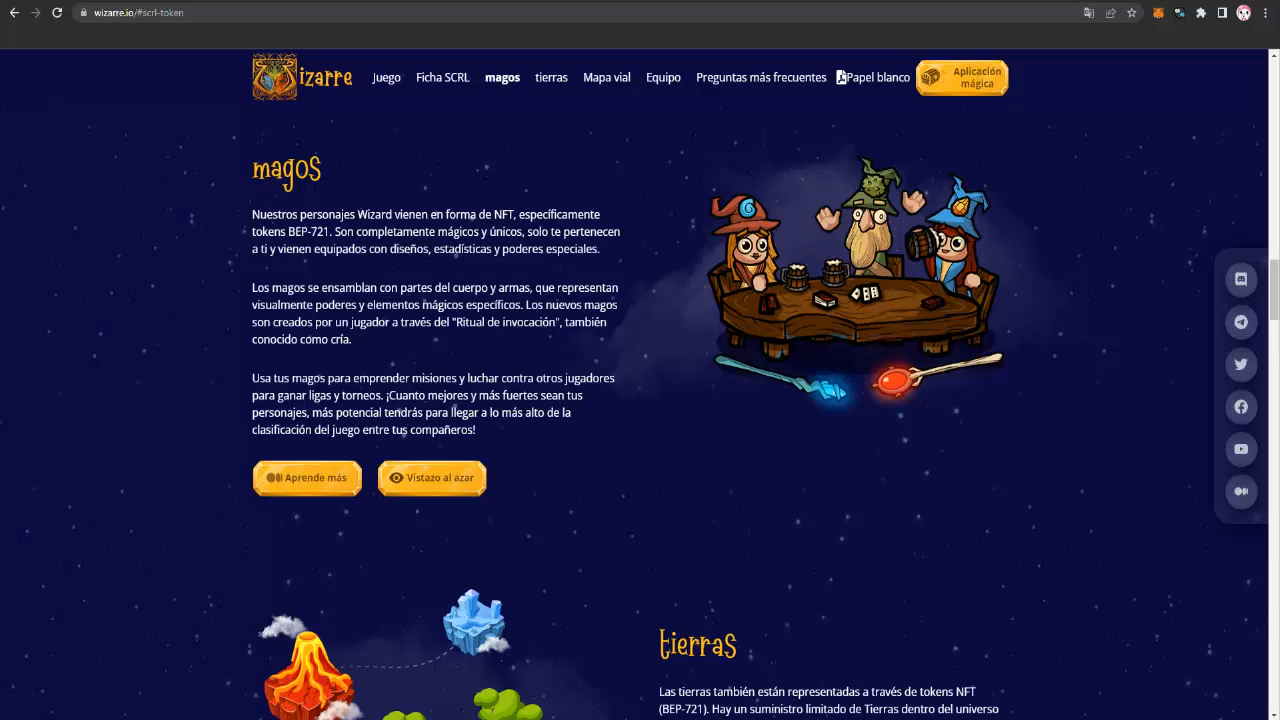 wizarre.io/#scrl-token
izarre
Juego
Ficha SCRL
magos
tierras
Mapa vial
Equipo
Preguntas más frecuentes
Papel blanco
Aplicación
mágica
magos
Nuestros personajes Wizard vienen en forma de NFT, específicamente
tokens BEP-721. Son completamente mágicos y únicos, solo te pertenecen
a ti y vienen equipados con diseños, estadísticas y poderes especiales.
Los magos se ensamblan con partes del cuerpo y armas, que representan
visualmente poderes y elementos mágicos específicos. Los nuevos magos
son creados por un jugador a través del "Ritual de invocación", también
conocido como cría.
Usa tus magos para emprender misiones y luchar contra otros jugadores
para ganar ligas y torneos. ¡Cuanto mejores y más fuertes sean tus
personajes, más potencial tendrás para llegar a lo más alto de la
clasificación del juego entre tus compañeros!
Aprende más
Vistazo al azar
tierras
Las tierras también están representadas a través de tokens NFT
(BEP-721). Hay un suministro limitado de Tierras dentro del universo